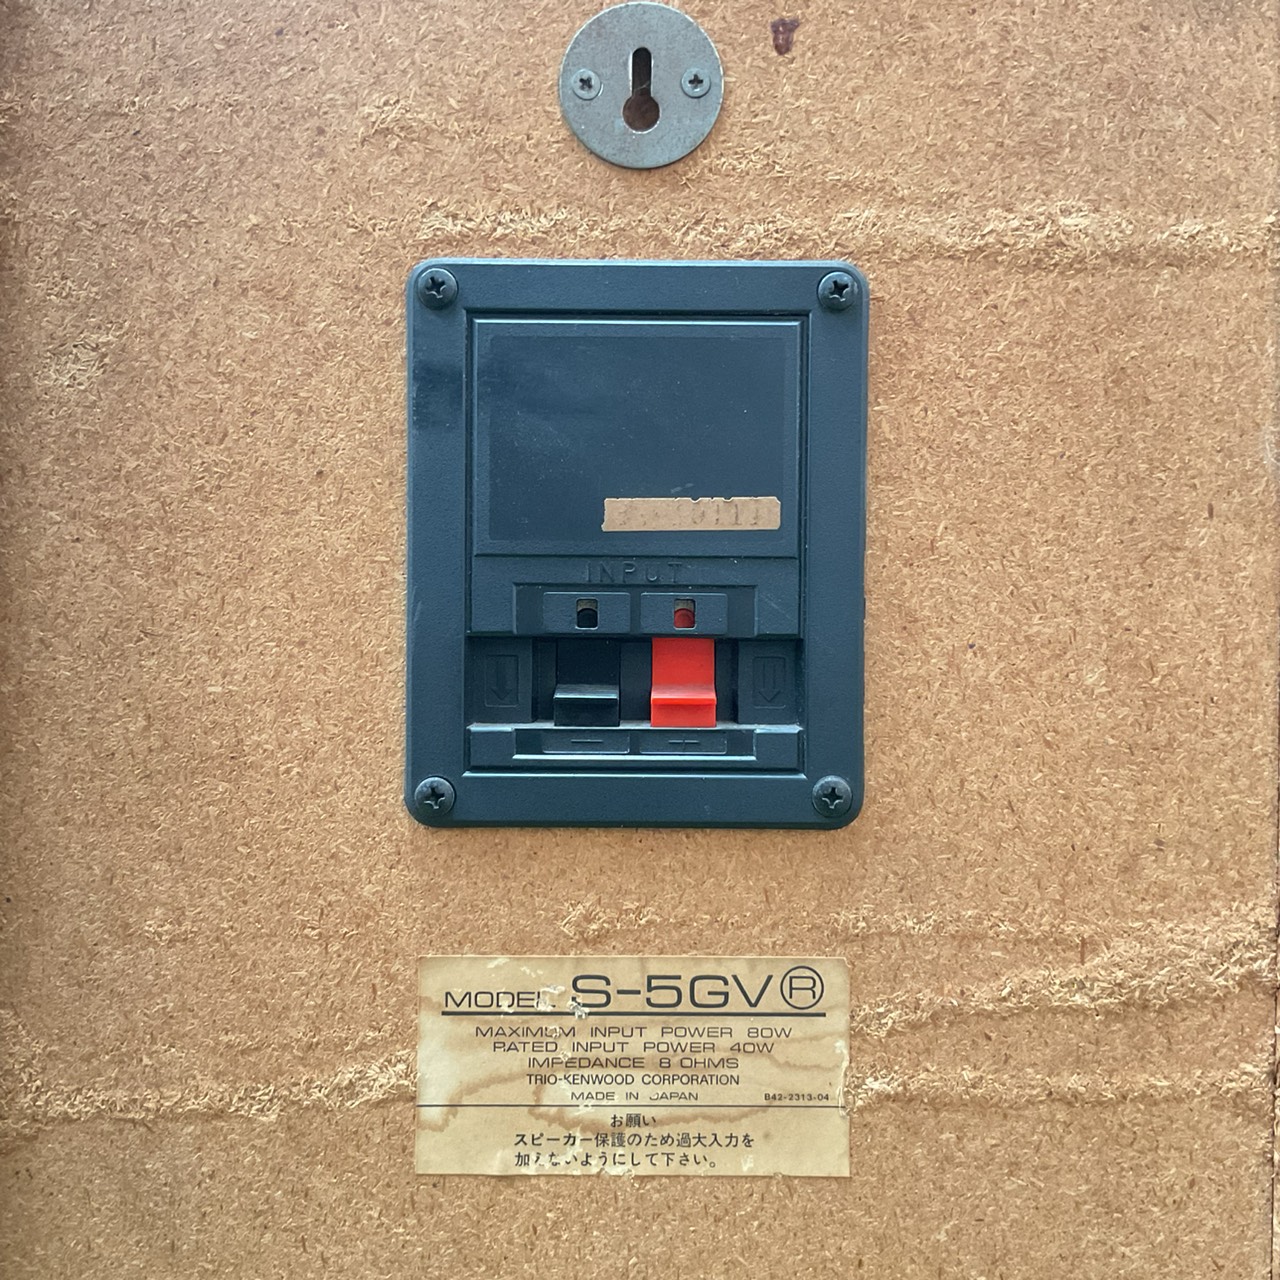 INPUT
− +
MODEL S-5GV Ⓡ
MAXIMUM INPUT POWER 80W
RATED INPUT POWER 40W
IMPEDANCE 8 OHMS
TRIO-KENWOOD CORPORATION
MADE IN JAPAN B42-2313-04
お願い
スピーカー保護のため過大入力を
加えないようにして下さい。